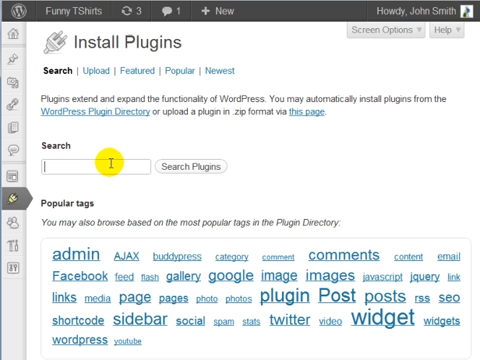 Funny TShirts 3 1 + New Howdy, John Smith
Screen Options Help
Install Plugins
Search | Upload | Featured | Popular | Newest
Plugins extend and expand the functionality of WordPress. You may automatically install plugins from the
WordPress Plugin Directory or upload a plugin in .zip format via this page.
Search
Search Plugins
Popular tags
You may also browse based on the most popular tags in the Plugin Directory:
admin AJAX buddypress category comment comments content email
Facebook feed flash gallery google image images javascript jquery link
links media page pages photo photos plugin Post posts rss seo
shortcode sidebar social spam stats twitter video widget widgets
wordpress youtube